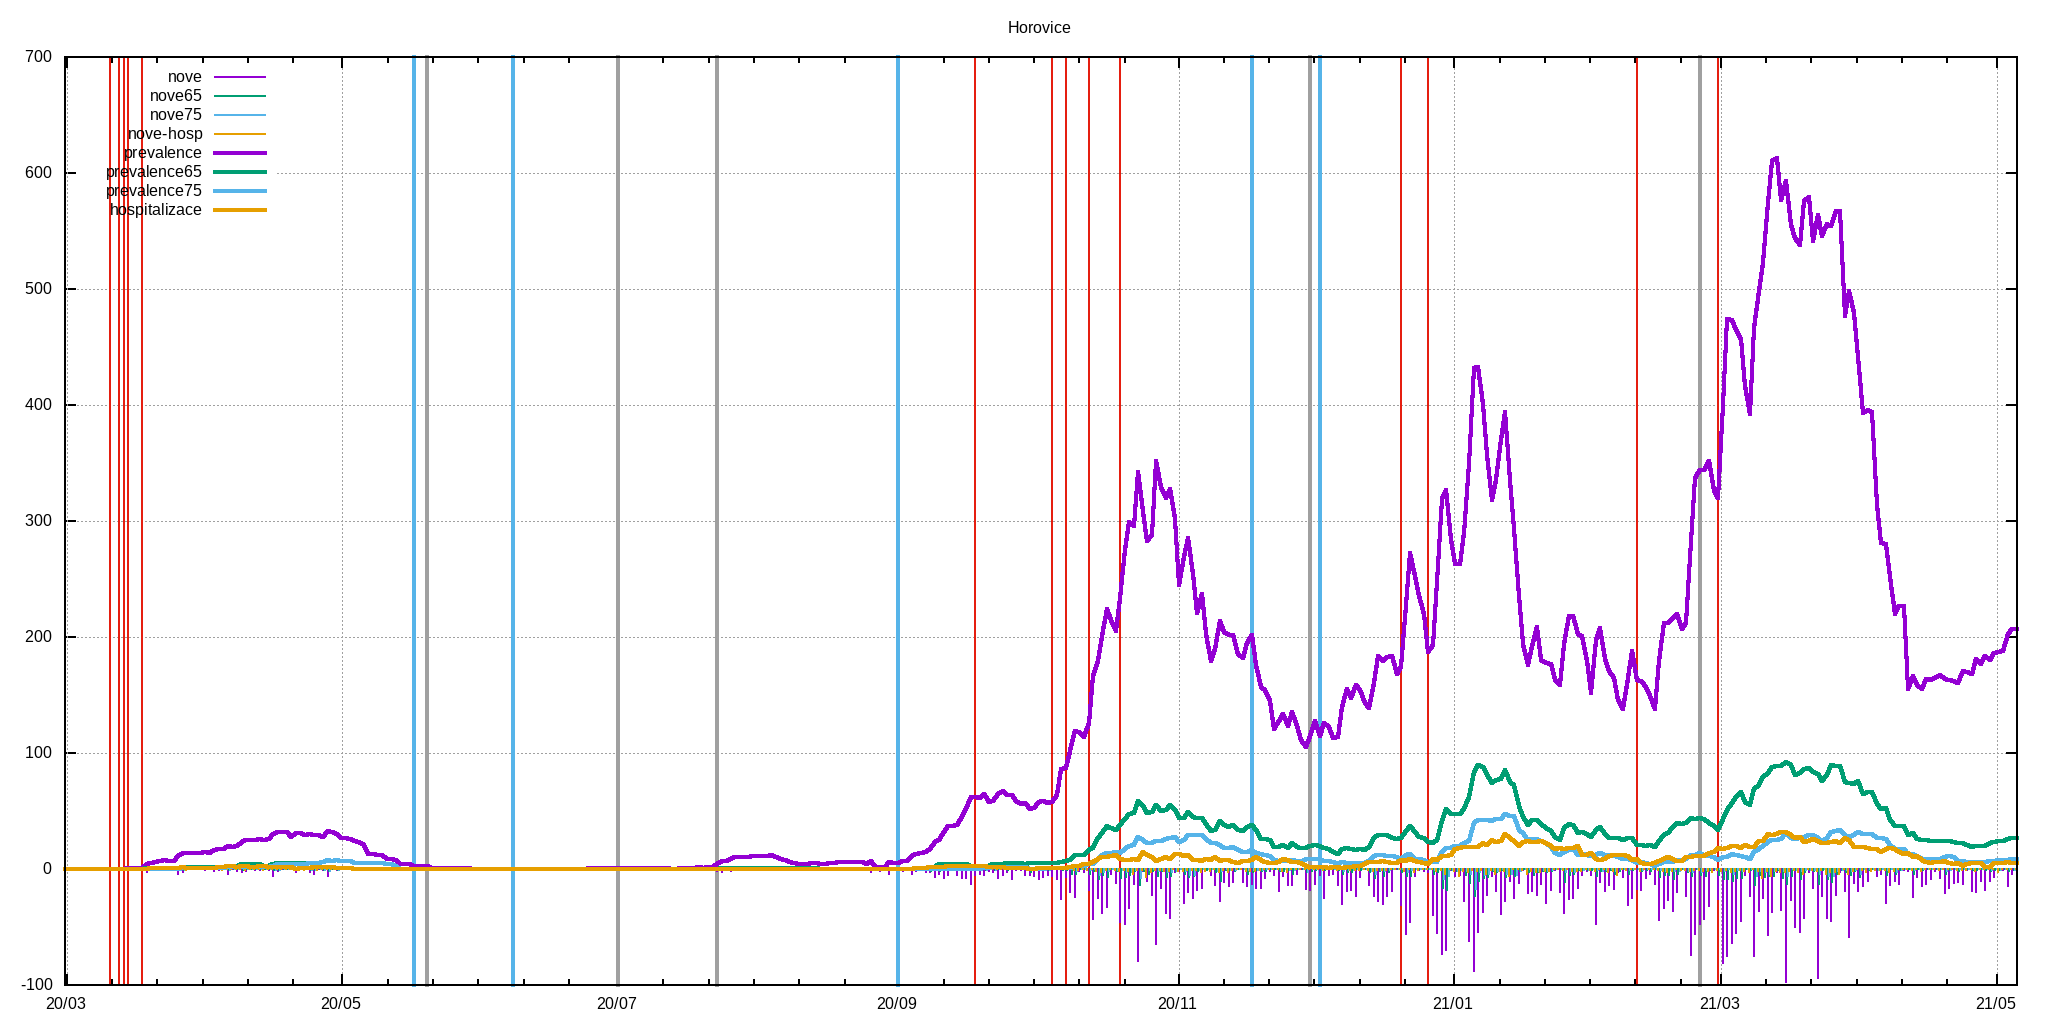 Horovice
700
600
500
400
300
200
100
0
-100
nove
nove65
nove75
nove-hosp
prevalence
prevalence65
prevalence75
hospitalizace
20/03 20/05 20/07 20/09 20/11 21/01 21/03 21/05